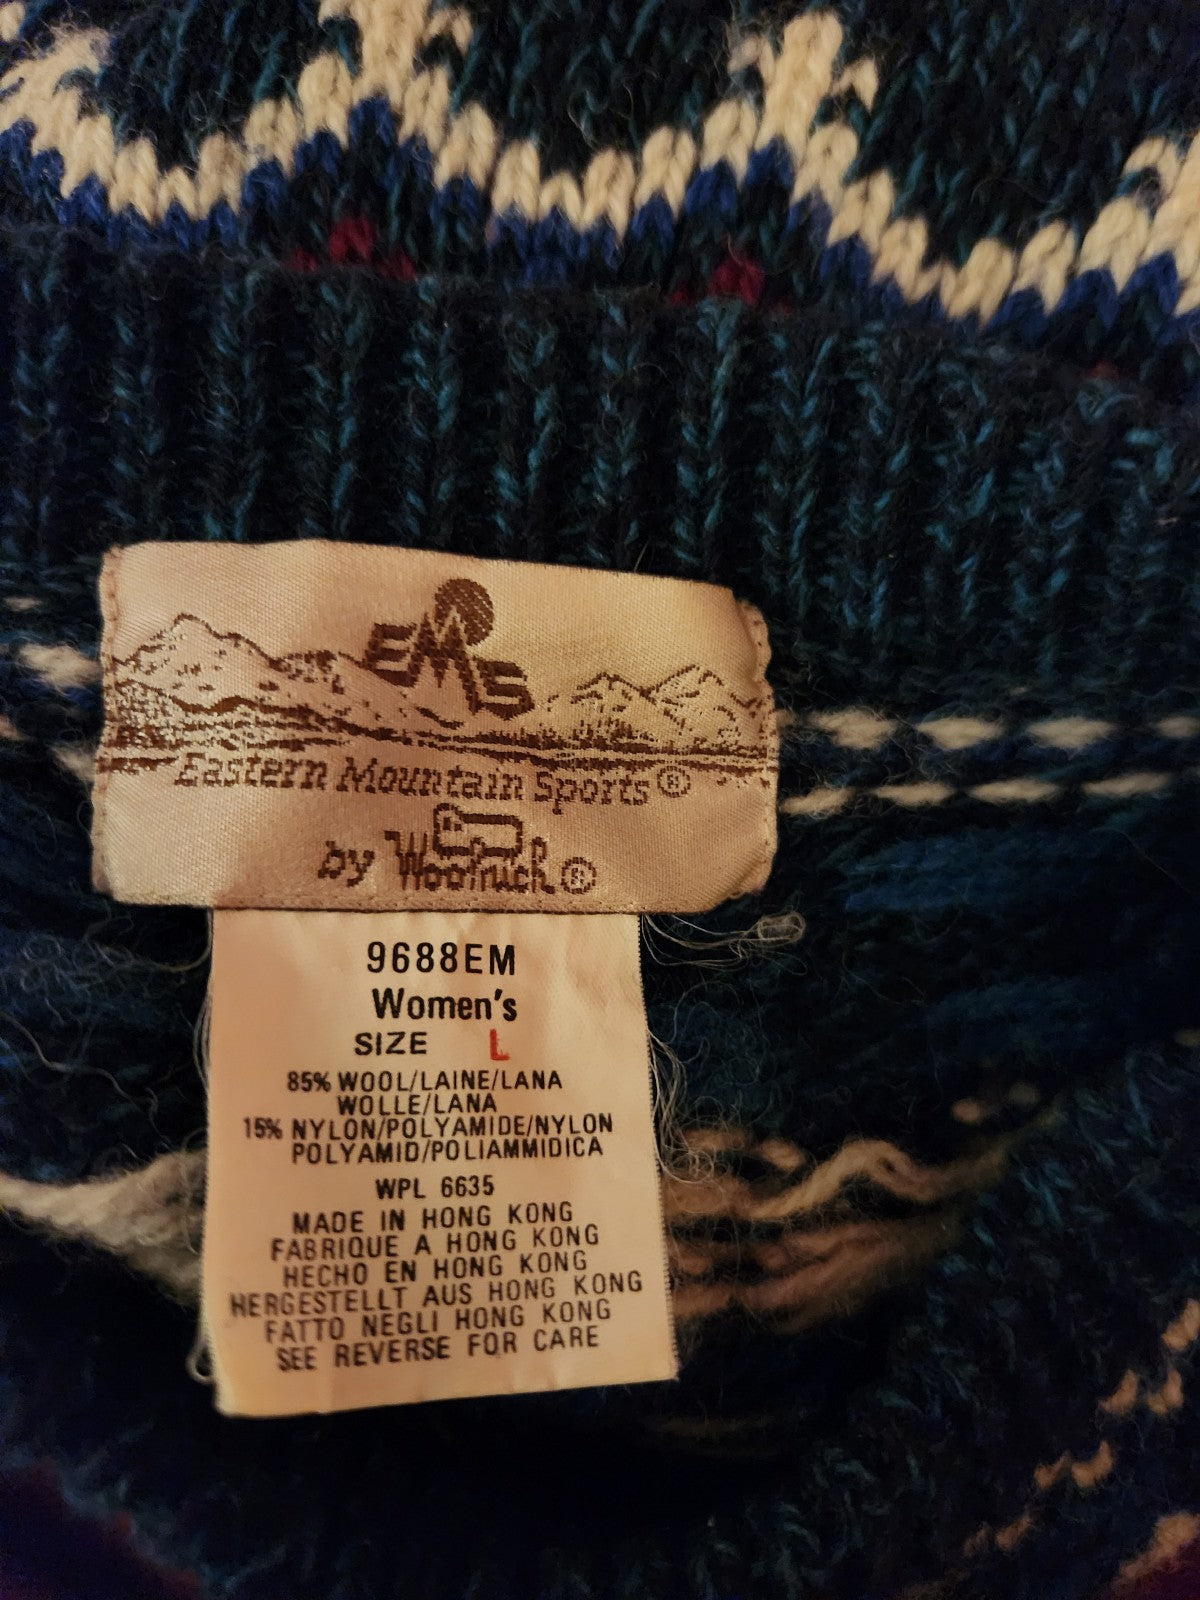 EMS
Eastern Mountain Sports®
by Woolrich®
9688EM
Women's
SIZE L
85% WOOL/LAINE/LANA
WOLLE/LANA
15% NYLON/POLYAMIDE/NYLON
POLYAMID/POLIAMMIDICA
WPL 6635
MADE IN HONG KONG
FABRIQUE A HONG KONG
HECHO EN HONG KONG
HERGESTELLT AUS HONG KONG
FATTO NEGLI HONG KONG
SEE REVERSE FOR CARE